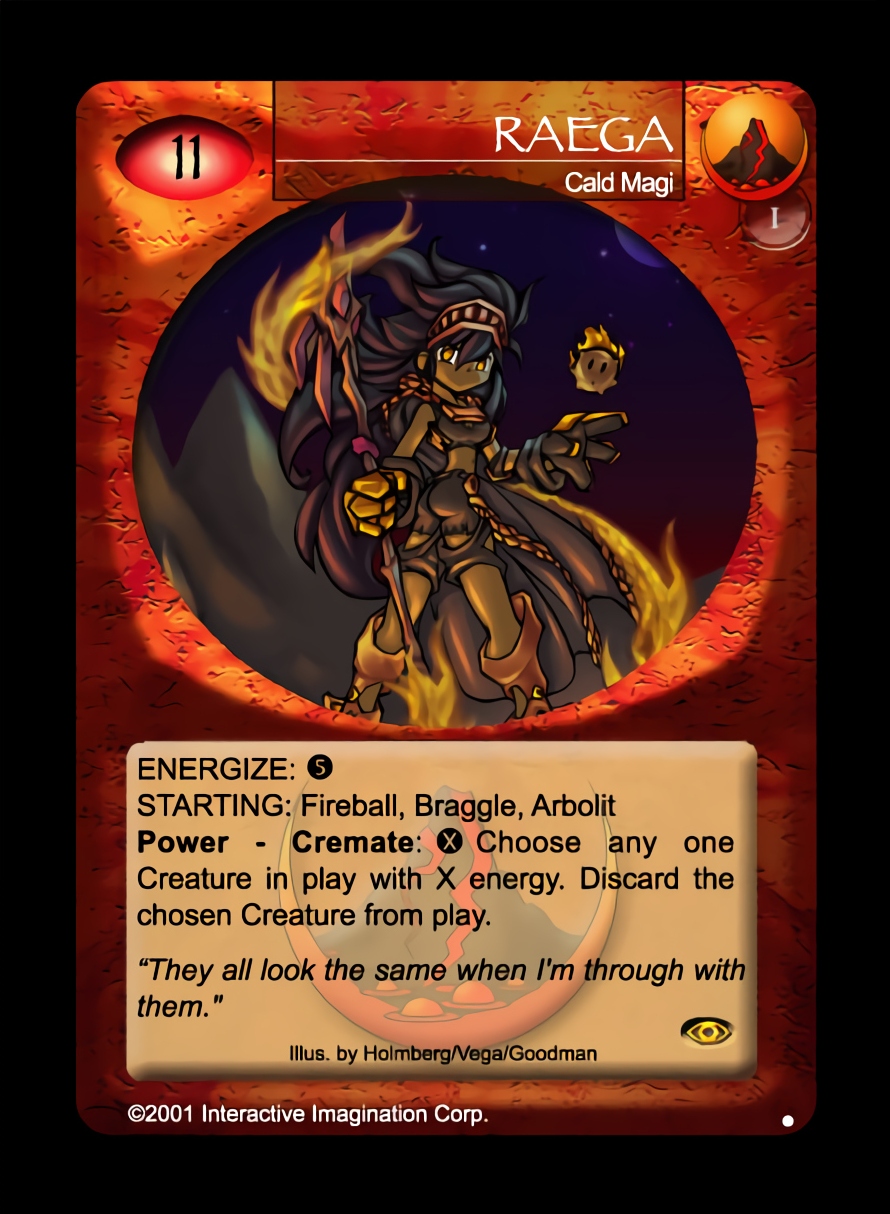 11
RAEGA
Cald Magi
I
ENERGIZE: 5
STARTING: Fireball, Braggle, Arbolit
Power - Cremate: X Choose any one
Creature in play with X energy. Discard the
chosen Creature from play.
“They all look the same when I'm through with
them."
Illus. by Holmberg/Vega/Goodman
©2001 Interactive Imagination Corp.